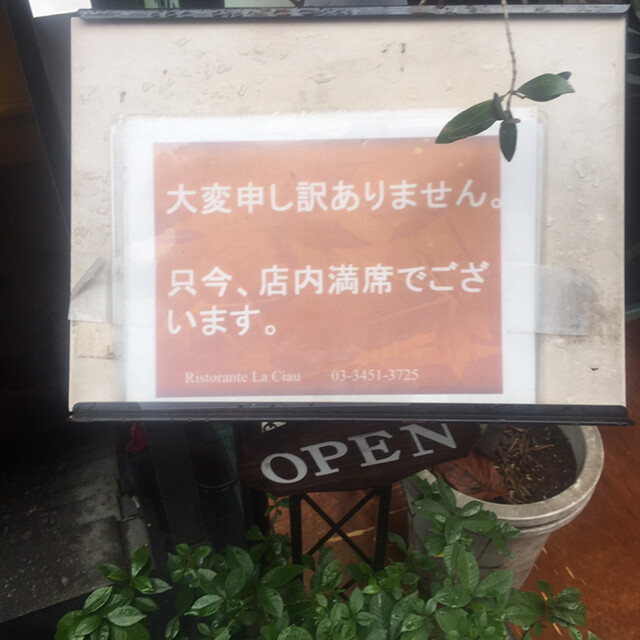 大変申し訳ありません。
只今、店内満席でござ
います。
Ristorante La Ciau 03-3451-3725
OPEN